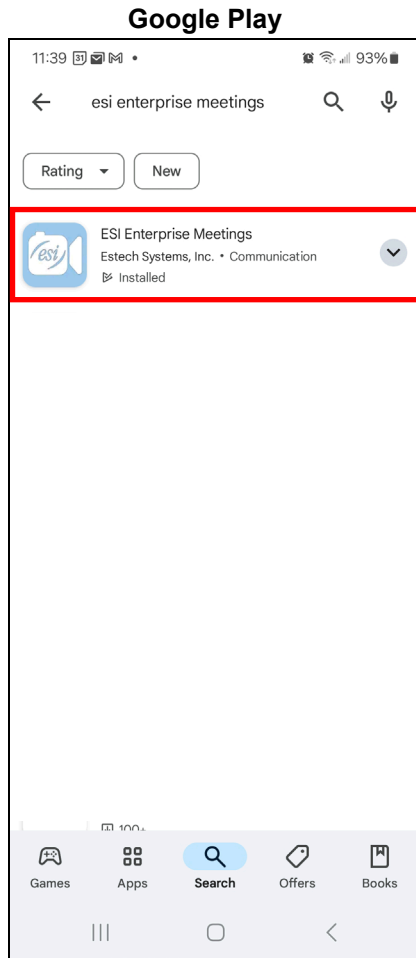 Google Play
11:39 31 93%
esi enterprise meetings
Rating New
esi
ESI Enterprise Meetings
Estech Systems, Inc. • Communication
Installed
100+
Games Apps Search Offers Books